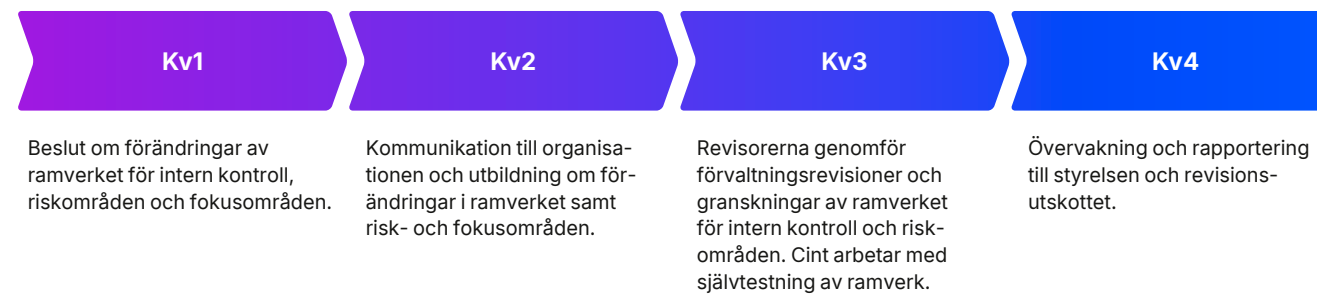 Kv1
Beslut om förändringar av
ramverket för intern kontroll,
riskområden och fokusområden.
Kv2
Kommunikation till organisa-
tionen och utbildning om för-
ändringar i ramverket samt
risk- och fokusområden.
Kv3
Revisorerna genomför
förvaltningsrevisioner och
granskningar av ramverket
för intern kontroll och risk-
områden. Cint arbetar med
självtestning av ramverk.
Kv4
Övervakning och rapportering
till styrelsen och revisions-
utskottet.